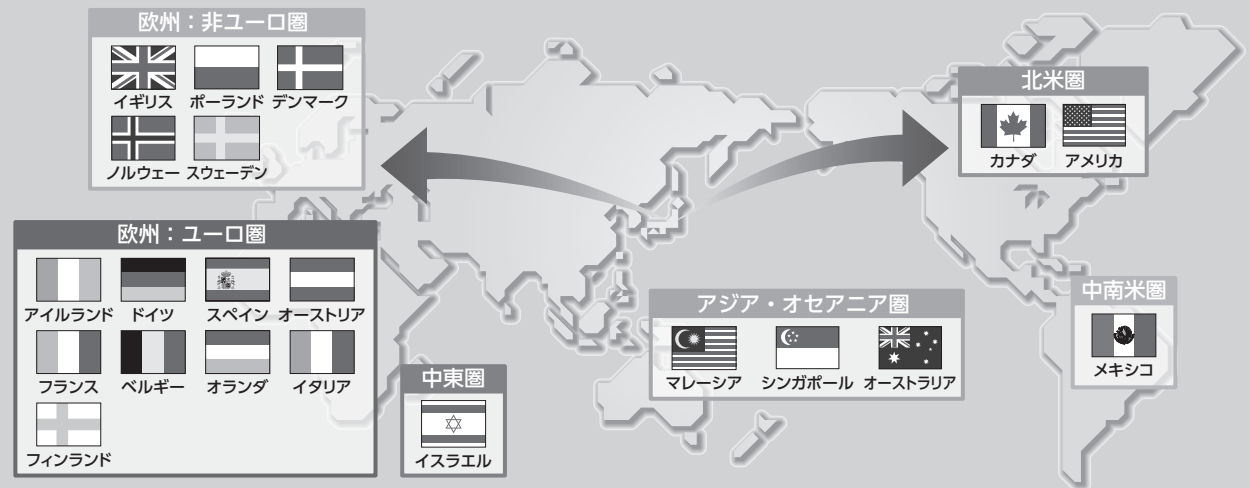 欧州：非ユーロ圏
イギリス ポーランド デンマーク
ノルウェー スウェーデン
欧州：ユーロ圏
アイルランド ドイツ スペイン オーストリア
フランス ベルギー オランダ イタリア
フィンランド
中東圏
イスラエル
アジア・オセアニア圏
マレーシア シンガポール オーストラリア
北米圏
カナダ アメリカ
中南米圏
メキシコ